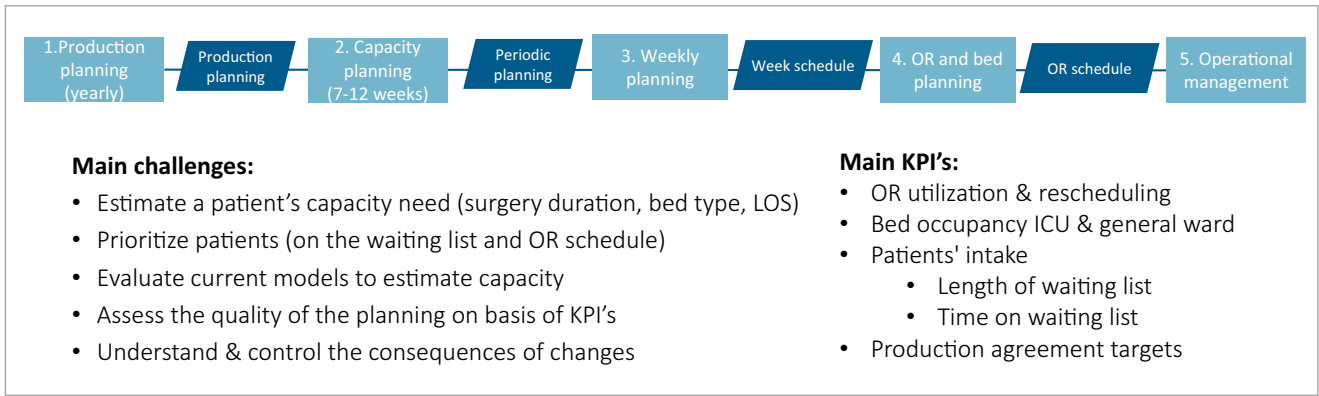 1.Production
planning
(yearly)
Production
planning
2. Capacity
planning
(7-12 weeks)
Periodic
planning
3. Weekly
planning
Week schedule
4. OR and bed
planning
OR schedule
5. Operational
management
Main challenges:
• Estimate a patient's capacity need (surgery duration, bed type, LOS)
• Prioritize patients (on the waiting list and OR schedule)
• Evaluate current models to estimate capacity
• Assess the quality of the planning on basis of KPI's
• Understand & control the consequences of changes
Main KPI's:
• OR utilization & rescheduling
• Bed occupancy ICU & general ward
• Patients' intake
• Length of waiting list
• Time on waiting list
• Production agreement targets